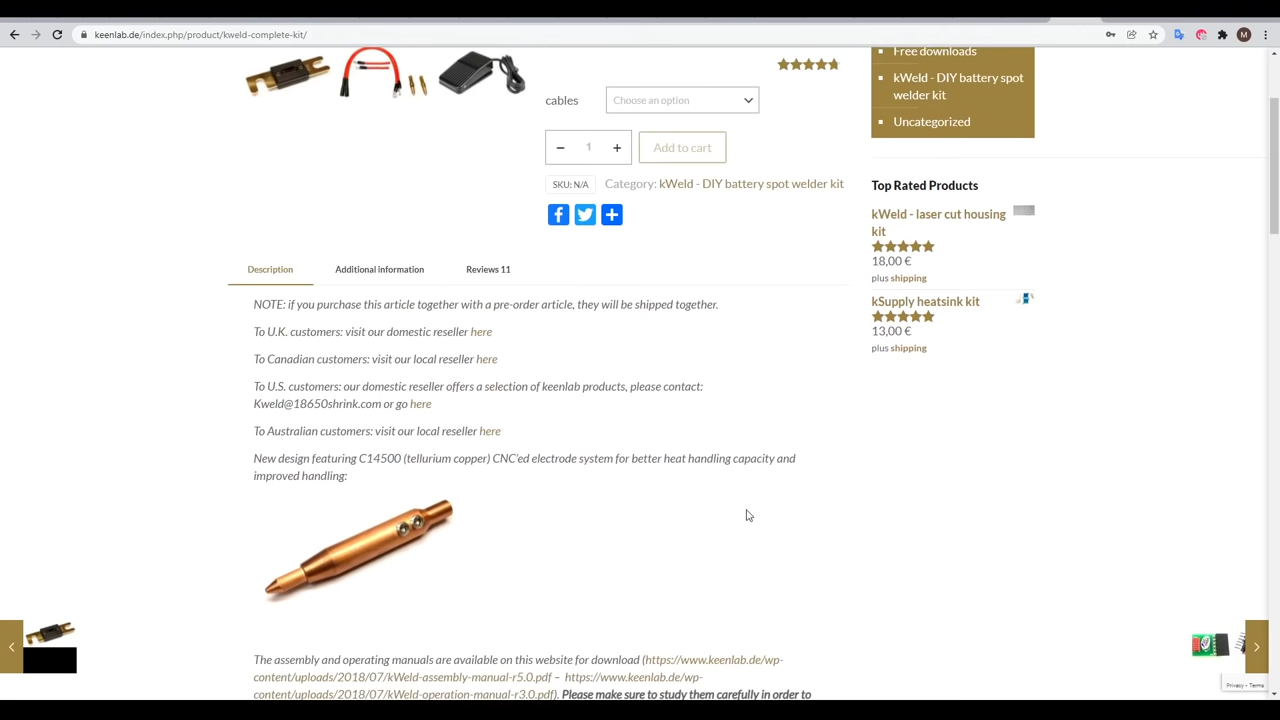 keenlab.de/index.php/product/kweld-complete-kit/
M
cables
Choose an option
− 1 +
Add to cart
SKU: N/A
Category: kWeld - DIY battery spot welder kit
Description
Additional information
Reviews 11
NOTE: if you purchase this article together with a pre-order article, they will be shipped together.
To U.K. customers: visit our domestic reseller here
To Canadian customers: visit our local reseller here
To U.S. customers: our domestic reseller offers a selection of keenlab products, please contact:
Kweld@18650shrink.com or go here
To Australian customers: visit our local reseller here
New design featuring C14500 (tellurium copper) CNC'ed electrode system for better heat handling capacity and
improved handling:
The assembly and operating manuals are available on this website for download (https://www.keenlab.de/wp-
content/uploads/2018/07/kWeld-assembly-manual-r5.0.pdf – https://www.keenlab.de/wp-
content/uploads/2018/07/kWeld-operation-manual-r3.0.pdf). Please make sure to study them carefully in order to
Free downloads
kWeld - DIY battery spot
welder kit
Uncategorized
Top Rated Products
kWeld - laser cut housing
kit
18,00 €
plus shipping
kSupply heatsink kit
13,00 €
plus shipping
Privacy - Terms